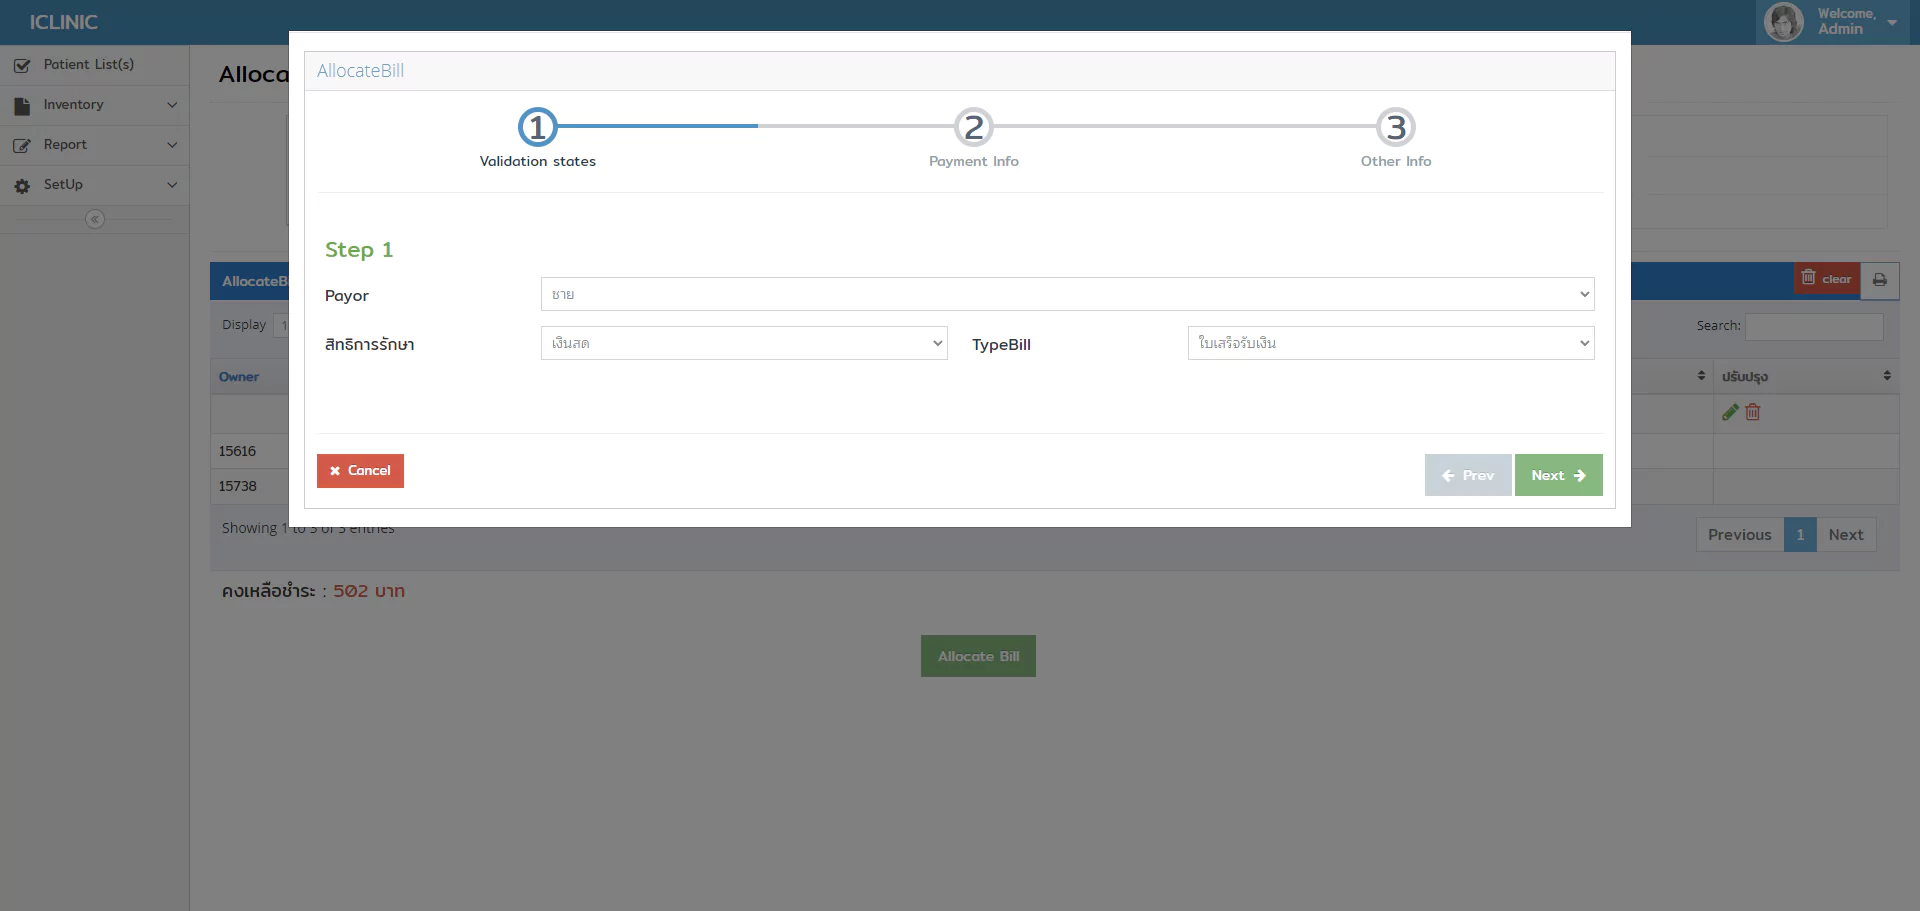 ICLINIC
Welcome,
Admin
Patient List(s)
Inventory
Report
SetUp
Alloca
AllocateBill
1
2
3
Validation states
Payment Info
Other Info
Step 1
Payor
ชาย
สิทธิการรักษา
เงินสด
TypeBill
ใบเสร็จรับเงิน
Cancel
Prev
Next
AllocateBi
clear
Display
1
Search:
Owner
ปรับปรุง
15616
15738
Showing 1 to 3 of 3 entries
Previous
1
Next
คงเหลือชำระ : 502 บาท
Allocate Bill